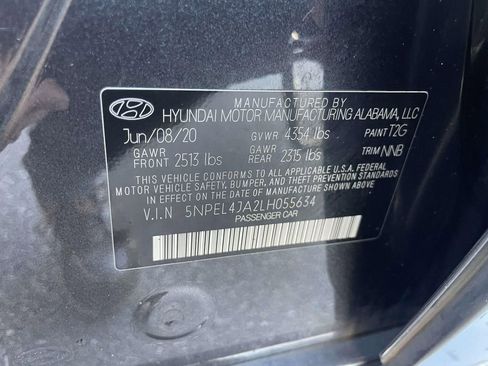 MANUFACTURED BY
HYUNDAI MOTOR MANUFACTURING ALABAMA, LLC
Jun/08/20 GVWR 4354 lbs PAINT T2G
GAWR FRONT 2513 lbs GAWR REAR 2315 lbs TRIM NNB
THIS VEHICLE CONFORMS TO ALL APPLICABLE U.S.A. FEDERAL
MOTOR VEHICLE SAFETY, BUMPER, AND THEFT PREVENTION STANDARDS
IN EFFECT ON THE DATE OF MANUFACTURE SHOWN ABOVE.
V.I.N 5NPEL4JA2LH055634
PASSENGER CAR